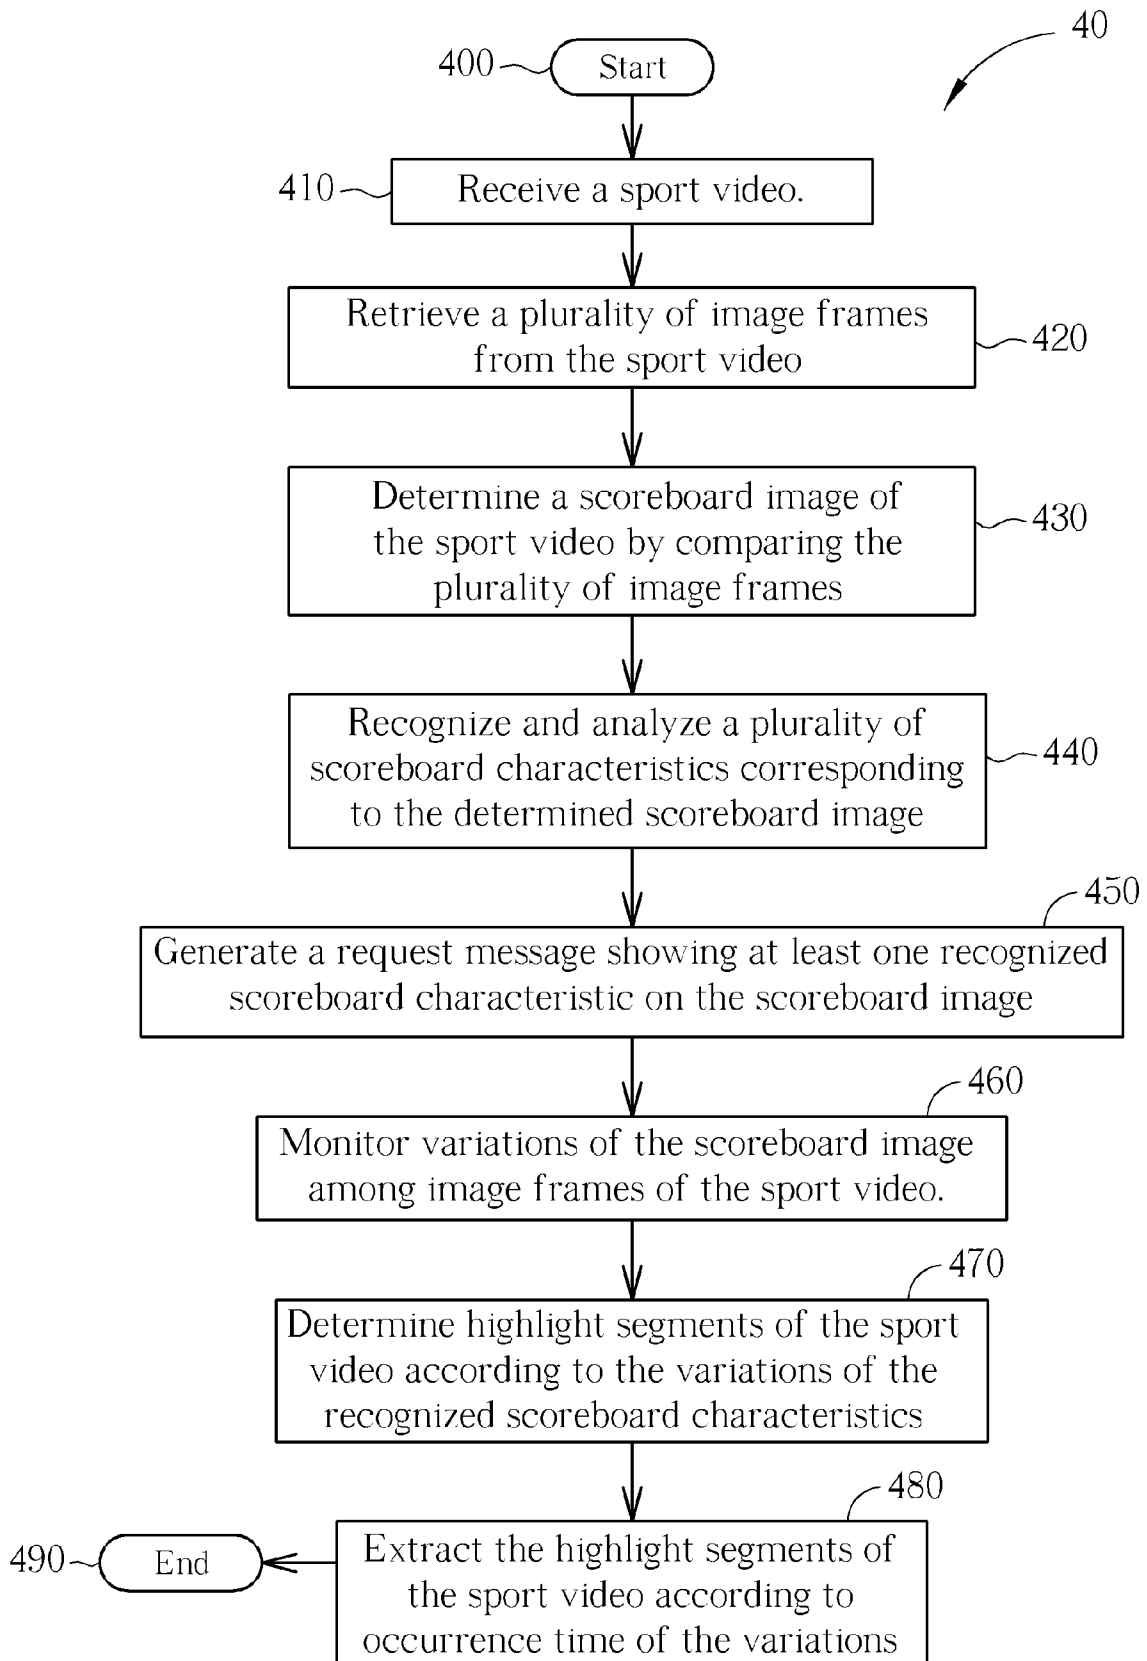 40
400
Start
410
Receive a sport video.
Retrieve a plurality of image frames
from the sport video
420
Determine a scoreboard image of
the sport video by comparing the
plurality of image frames
430
Recognize and analyze a plurality of
scoreboard characteristics corresponding
to the determined scoreboard image
440
450
Generate a request message showing at least one recognized
scoreboard characteristic on the scoreboard image
460
Monitor variations of the scoreboard image
among image frames of the sport video.
470
Determine highlight segments of the sport
video according to the variations of the
recognized scoreboard characteristics
480
Extract the highlight segments of
the sport video according to
occurrence time of the variations
490
End